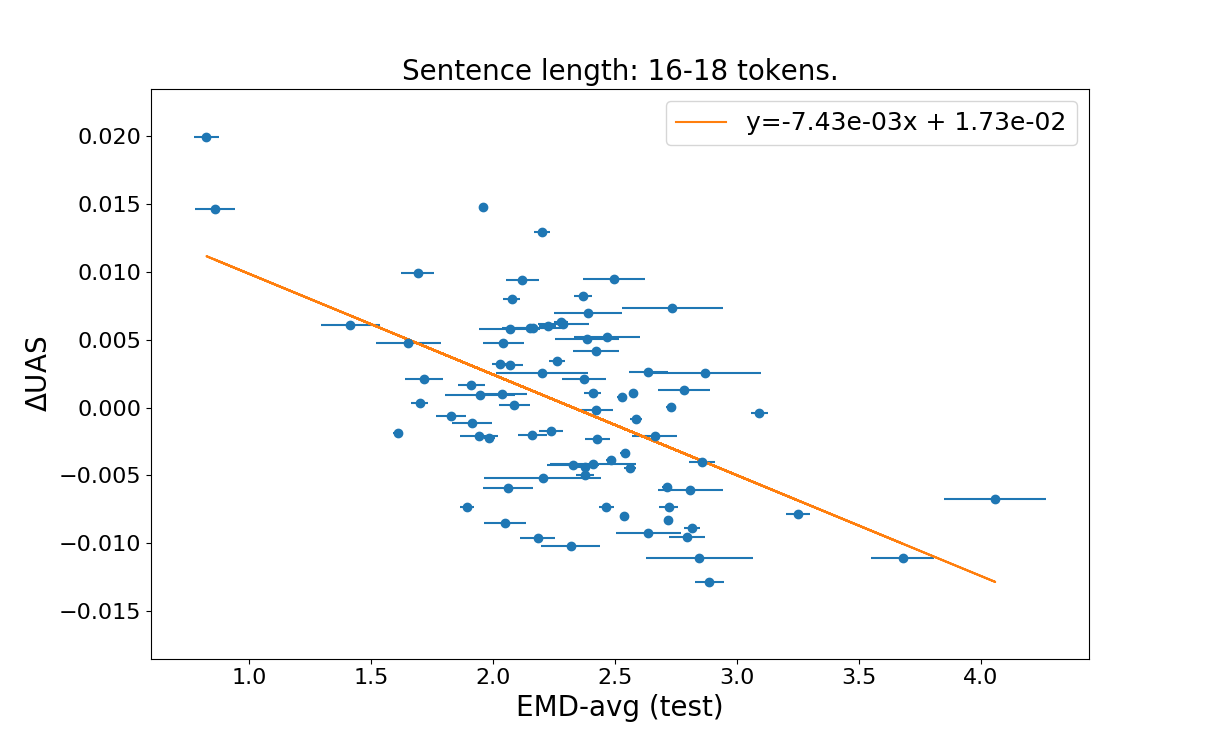 Sentence length: 16-18 tokens.
y=-7.43e-03x + 1.73e-02
0.020
0.015
0.010
0.005
0.000
−0.005
−0.010
−0.015
ΔUAS
1.0 1.5 2.0 2.5 3.0 3.5 4.0
EMD-avg (test)